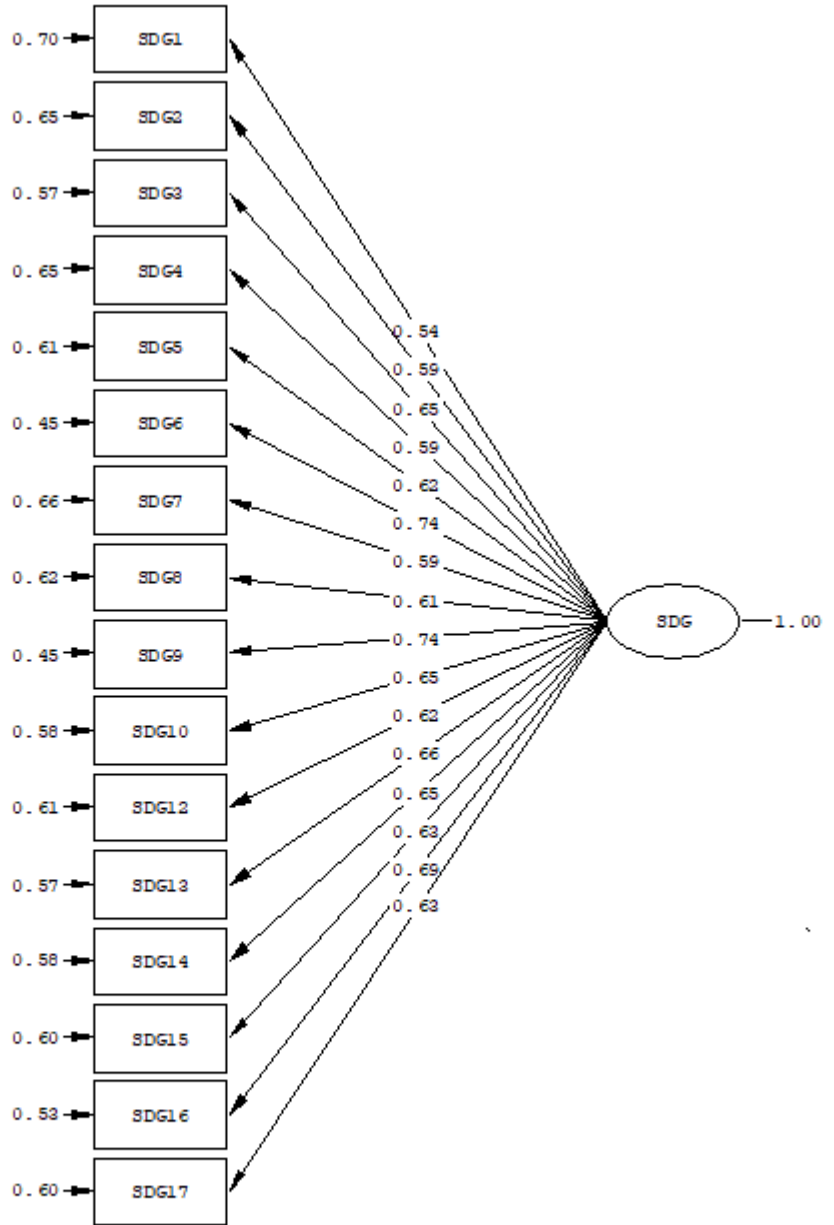 0.70 SDG1
0.65 SDG2
0.57 SDG3
0.65 SDG4
0.61 SDG5
0.45 SDG6
0.66 SDG7
0.62 SDG8
0.45 SDG9
0.58 SDG10
0.61 SDG12
0.57 SDG13
0.58 SDG14
0.60 SDG15
0.53 SDG16
0.60 SDG17
0.54
0.59
0.65
0.59
0.62
0.74
0.59
0.61
0.74
0.65
0.62
0.66
0.65
0.63
0.69
0.63
SDG 1.00